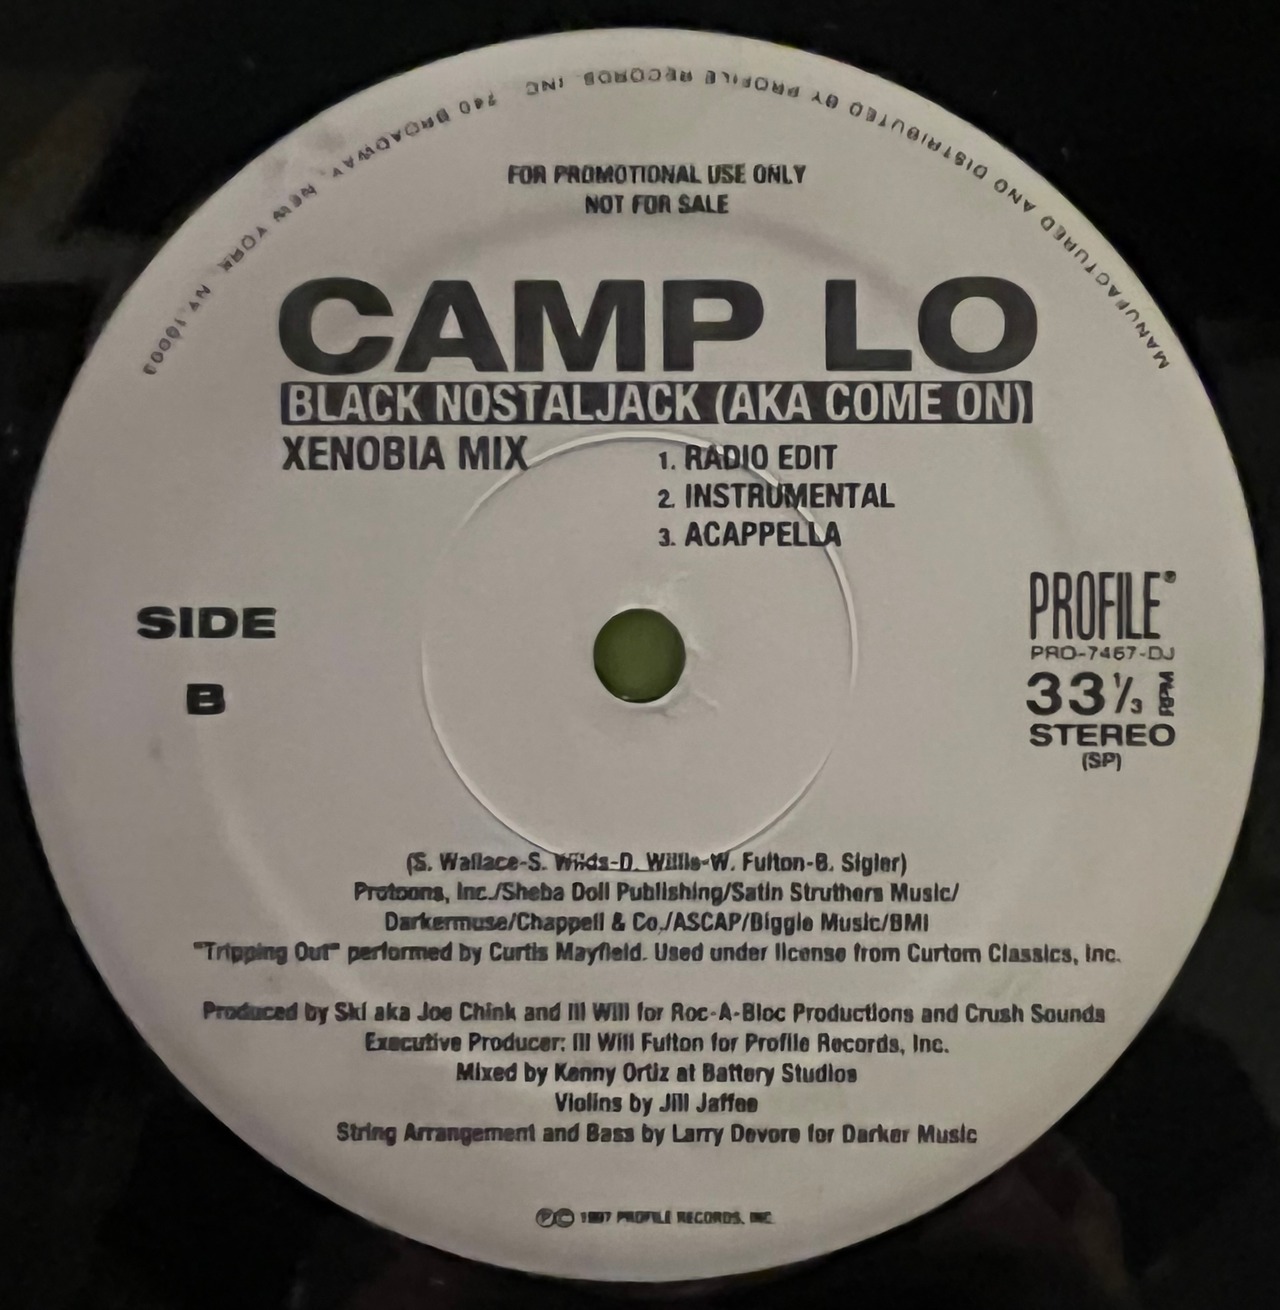 MANUFACTURED AND DISTRIBUTED BY PROFILE RECORDS, INC. 740 BROADWAY, NEW YORK, NY 10003
FOR PROMOTIONAL USE ONLY
NOT FOR SALE
CAMP LO
BLACK NOSTALJACK (AKA COME ON)
XENOBIA MIX
1. RADIO EDIT
2. INSTRUMENTAL
3. ACAPPELLA
SIDE
B
PROFILE®
PRO-7467-DJ
33⅓ RPM
STEREO
(SP)
(S. Wallace-S. Wilds-D. Willis-W. Fulton-B. Sigler)
Protoons, Inc./Sheba Doll Publishing/Satin Struthers Music/
Darkermuse/Chappell & Co./ASCAP/Biggie Music/BMI
"Tripping Out" performed by Curtis Mayfield. Used under license from Curtom Classics, Inc.
Produced by Ski aka Joe Chink and Ill Will for Roc-A-Bloc Productions and Crush Sounds
Executive Producer: Ill Will Fulton for Profile Records, Inc.
Mixed by Kenny Ortiz at Battery Studios
Violins by Jill Jaffee
String Arrangement and Bass by Larry Devore for Darker Music
℗© 1997 PROFILE RECORDS, INC.